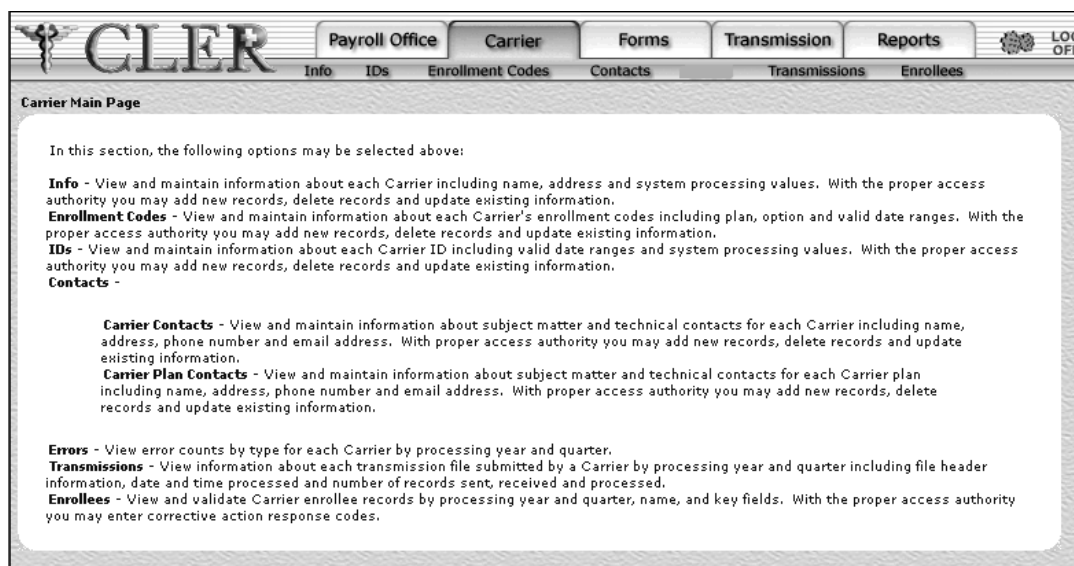 CLER
Payroll Office Carrier Forms Transmission Reports LOG
OFF
Info IDs Enrollment Codes Contacts Transmissions Enrollees
Carrier Main Page
In this section, the following options may be selected above:
Info - View and maintain information about each Carrier including name, address and system processing values. With the proper access
authority you may add new records, delete records and update existing information.
Enrollment Codes - View and maintain information about each Carrier's enrollment codes including plan, option and valid date ranges. With the
proper access authority you may add new records, delete records and update existing information.
IDs - View and maintain information about each Carrier ID including valid date ranges and system processing values. With the proper access
authority you may add new records, delete records and update existing information.
Contacts -
Carrier Contacts - View and maintain information about subject matter and technical contacts for each Carrier including name,
address, phone number and email address. With proper access authority you may add new records, delete records and update
existing information.
Carrier Plan Contacts - View and maintain information about subject matter and technical contacts for each Carrier plan
including name, address, phone number and email address. With proper access authority you may add new records, delete
records and update existing information.
Errors - View error counts by type for each Carrier by processing year and quarter.
Transmissions - View information about each transmission file submitted by a Carrier by processing year and quarter including file header
information, date and time processed and number of records sent, received and processed.
Enrollees - View and validate Carrier enrollee records by processing year and quarter, name, and key fields. With the proper access authority
you may enter corrective action response codes.